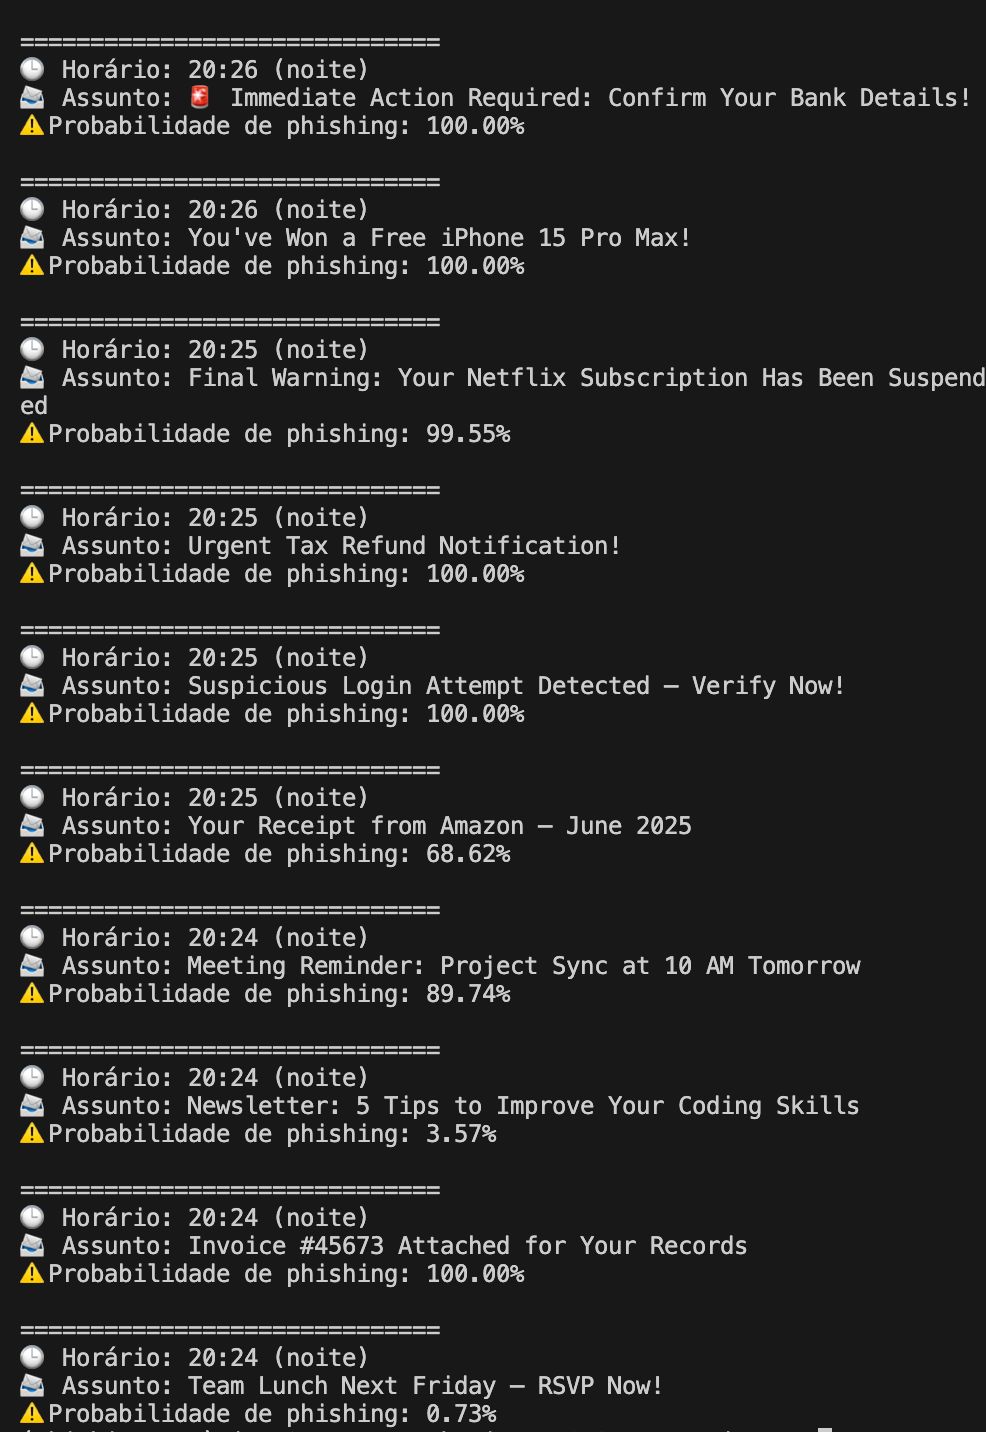 ==============================
🕒 Horário: 20:26 (noite)
📨 Assunto: 🚨 Immediate Action Required: Confirm Your Bank Details!
⚠️Probabilidade de phishing: 100.00%
==============================
🕒 Horário: 20:26 (noite)
📨 Assunto: You've Won a Free iPhone 15 Pro Max!
⚠️Probabilidade de phishing: 100.00%
==============================
🕒 Horário: 20:25 (noite)
📨 Assunto: Final Warning: Your Netflix Subscription Has Been Suspend
ed
⚠️Probabilidade de phishing: 99.55%
==============================
🕒 Horário: 20:25 (noite)
📨 Assunto: Urgent Tax Refund Notification!
⚠️Probabilidade de phishing: 100.00%
==============================
🕒 Horário: 20:25 (noite)
📨 Assunto: Suspicious Login Attempt Detected – Verify Now!
⚠️Probabilidade de phishing: 100.00%
==============================
🕒 Horário: 20:25 (noite)
📨 Assunto: Your Receipt from Amazon – June 2025
⚠️Probabilidade de phishing: 68.62%
==============================
🕒 Horário: 20:24 (noite)
📨 Assunto: Meeting Reminder: Project Sync at 10 AM Tomorrow
⚠️Probabilidade de phishing: 89.74%
==============================
🕒 Horário: 20:24 (noite)
📨 Assunto: Newsletter: 5 Tips to Improve Your Coding Skills
⚠️Probabilidade de phishing: 3.57%
==============================
🕒 Horário: 20:24 (noite)
📨 Assunto: Invoice #45673 Attached for Your Records
⚠️Probabilidade de phishing: 100.00%
==============================
🕒 Horário: 20:24 (noite)
📨 Assunto: Team Lunch Next Friday – RSVP Now!
⚠️Probabilidade de phishing: 0.73%